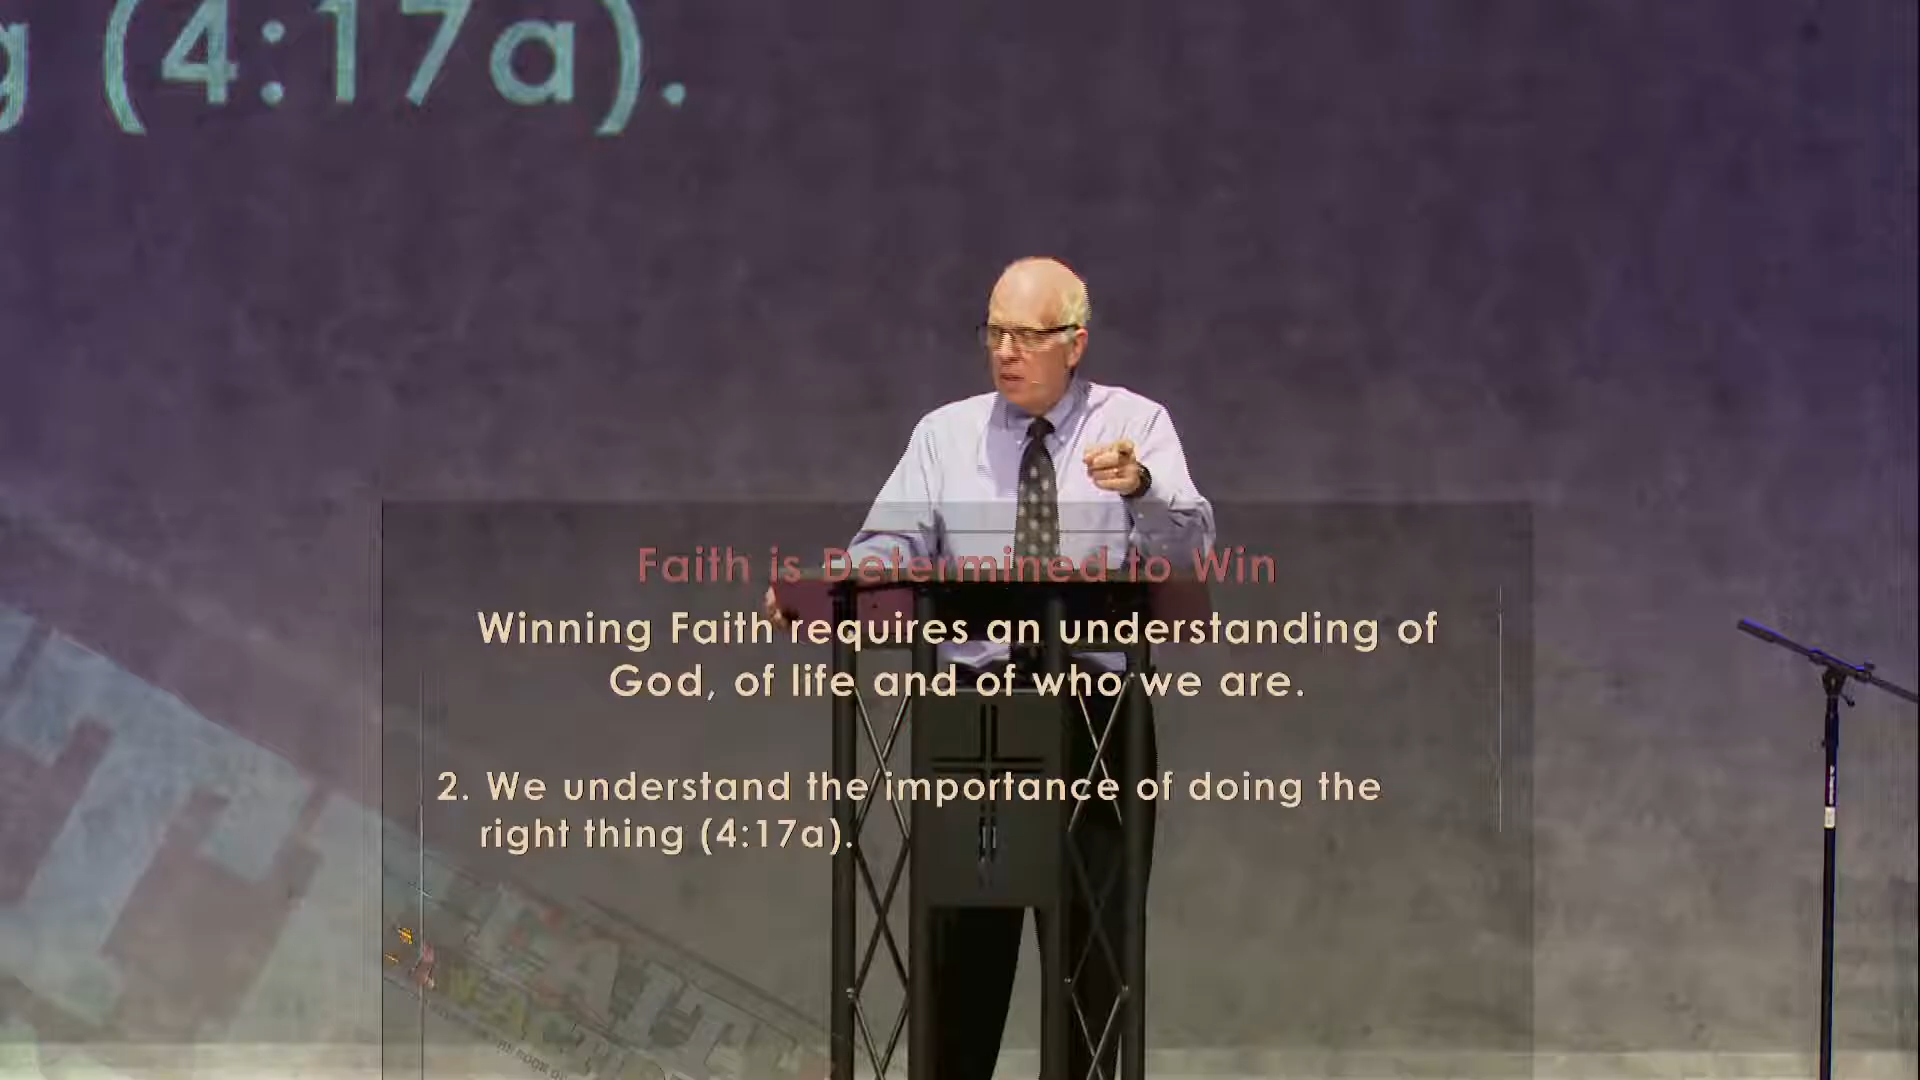 (4:17a).
Faith is Determined to Win
Winning Faith requires an understanding of
God, of life and of who we are.
2. We understand the importance of doing the
right thing (4:17a).